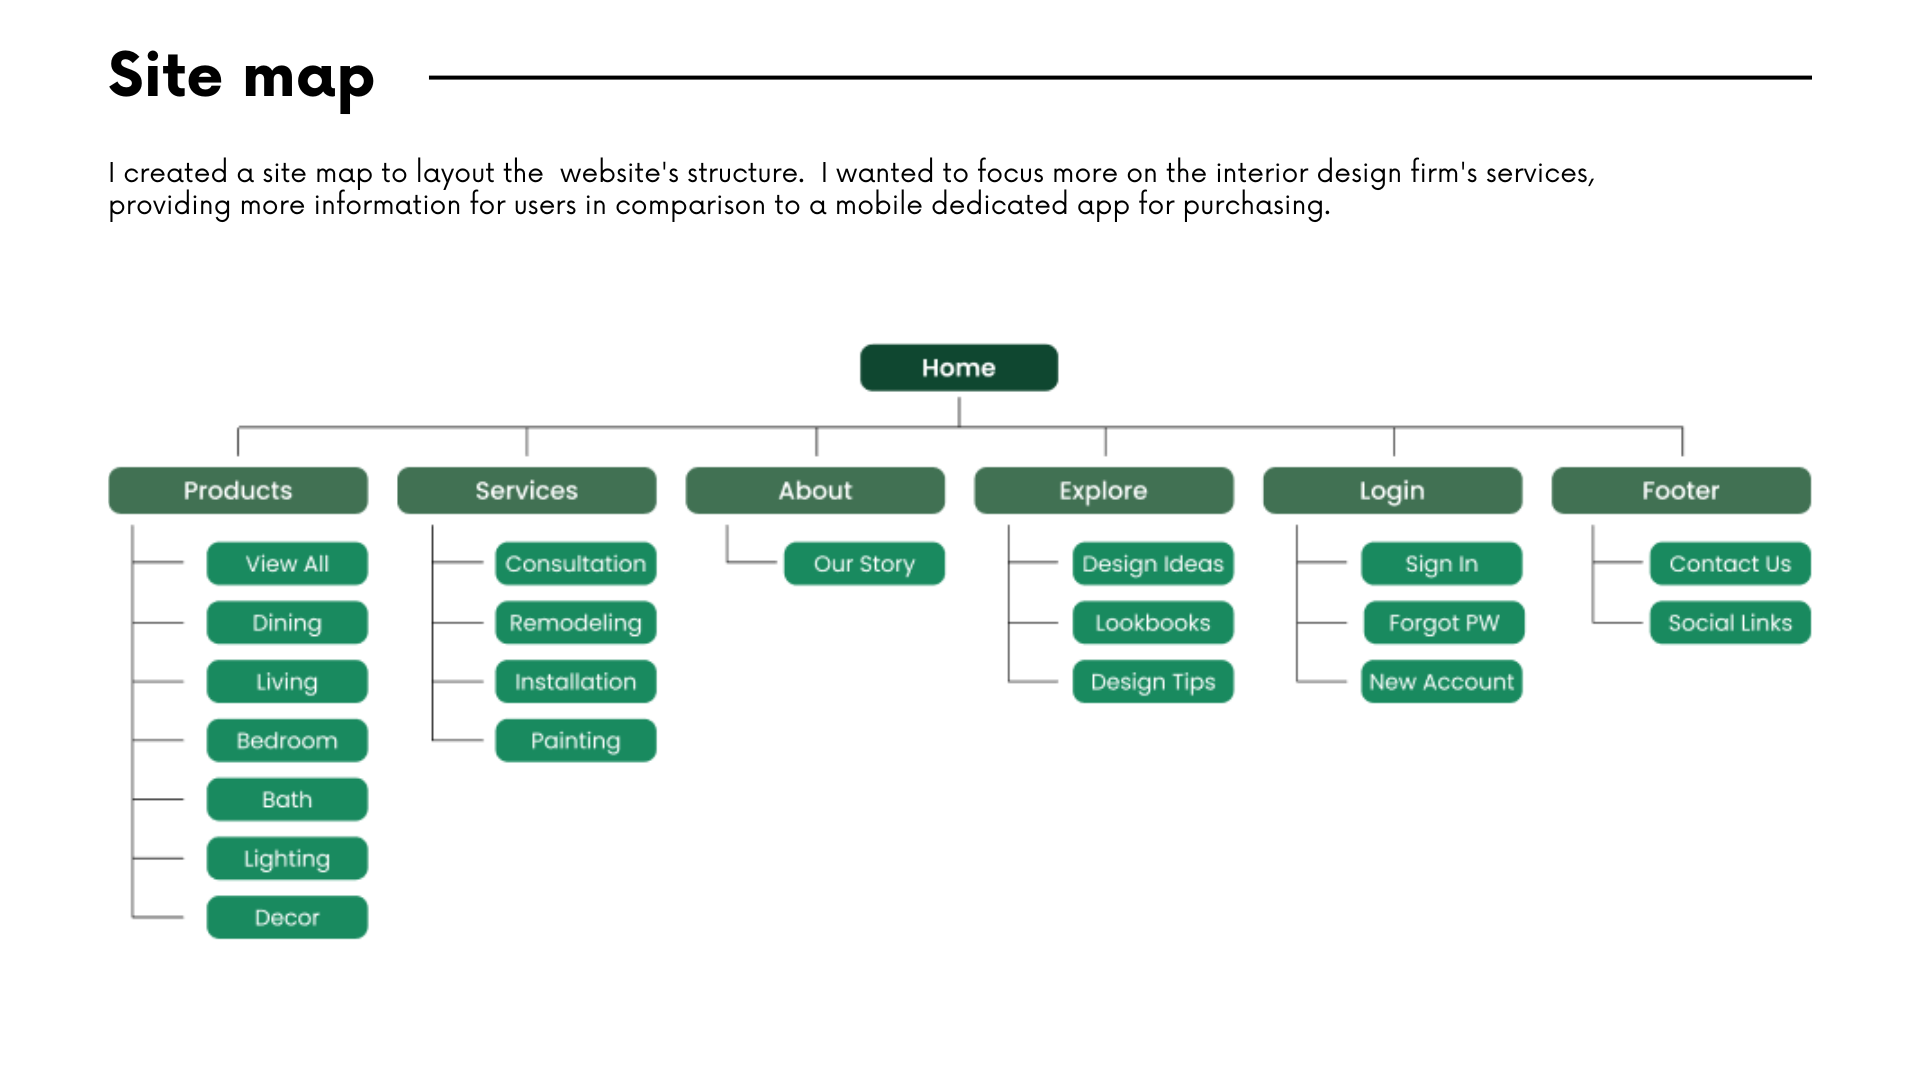 Site map
I created a site map to layout the  website's structure.  I wanted to focus more on the interior design firm's services,
providing more information for users in comparison to a mobile dedicated app for purchasing.
Home
Products
Services
About
Explore
Login
Footer
View All
Dining
Living
Bedroom
Bath
Lighting
Decor
Consultation
Remodeling
Installation
Painting
Our Story
Design Ideas
Lookbooks
Design Tips
Sign In
Forgot PW
New Account
Contact Us
Social Links